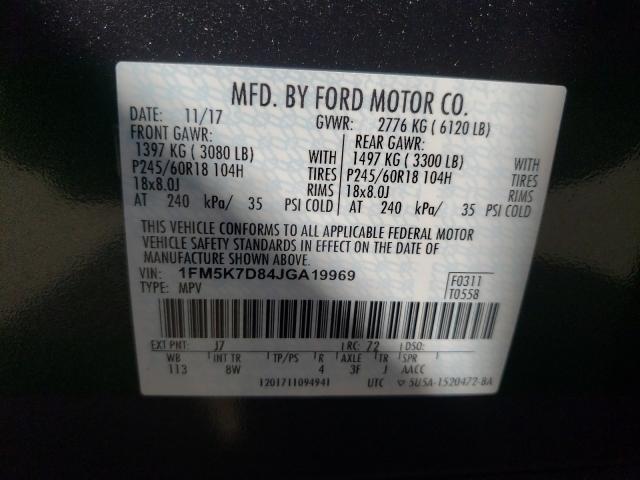 MFD. BY FORD MOTOR CO.
DATE: 11/17 GVWR: 2776 KG ( 6120 LB)
FRONT GAWR: REAR GAWR:
1397 KG ( 3080 LB) WITH 1497 KG ( 3300 LB) WITH
P245/60R18 104H TIRES P245/60R18 104H TIRES
18x8.0J RIMS 18x8.0J RIMS
AT 240 kPa/ 35 PSI COLD AT 240 kPa/ 35 PSI COLD
THIS VEHICLE CONFORMS TO ALL APPLICABLE FEDERAL MOTOR
VEHICLE SAFETY STANDARDS IN EFFECT ON THE DATE OF
MANUFACTURE SHOWN ABOVE.
VIN: 1FM5K7D84JGA19969 F0311
TYPE: MPV T0558
EXT PNT: J7 RC: 72 DSO:
WB INT TR TP/PS R AXLE TR SPR
113 8W 4 3F J AACC
1201711094941 UTC 5U5A-1520472-BA